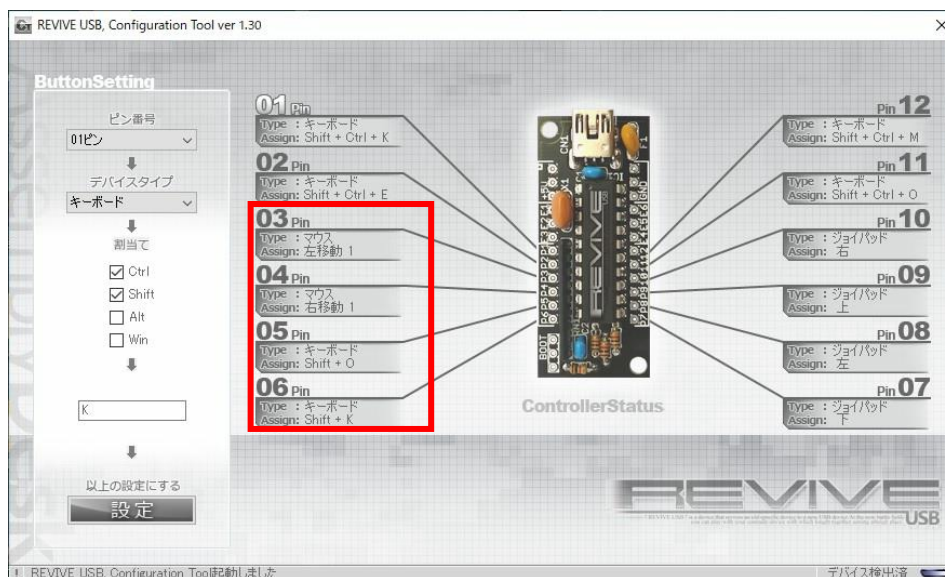 REVIVE USB, Configuration Tool ver 1.30
ButtonSetting
ピン番号
01ピン
デバイスタイプ
キーボード
割当て
Ctrl
Shift
Alt
Win
K
以上の設定にする
設定
01 Pin
Type : キーボード
Assign: Shift + Ctrl + K
02 Pin
Type : キーボード
Assign: Shift + Ctrl + E
03 Pin
Type : マウス
Assign: 左移動 1
04 Pin
Type : マウス
Assign: 右移動 1
05 Pin
Type : キーボード
Assign: Shift + O
06 Pin
Type : キーボード
Assign: Shift + K
CN1
F1
X1
REVIVE
BOOT
ControllerStatus
Pin 12
Type : キーボード
Assign: Shift + Ctrl + M
Pin 11
Type : キーボード
Assign: Shift + Ctrl + O
Pin 10
Type : ジョイパッド
Assign: 右
Pin 09
Type : ジョイパッド
Assign: 上
Pin 08
Type : ジョイパッド
Assign: 左
Pin 07
Type : ジョイパッド
Assign: 下
REVIVE
USB
REVIVE USB, Configuration Tool起動しました
デバイス検出済